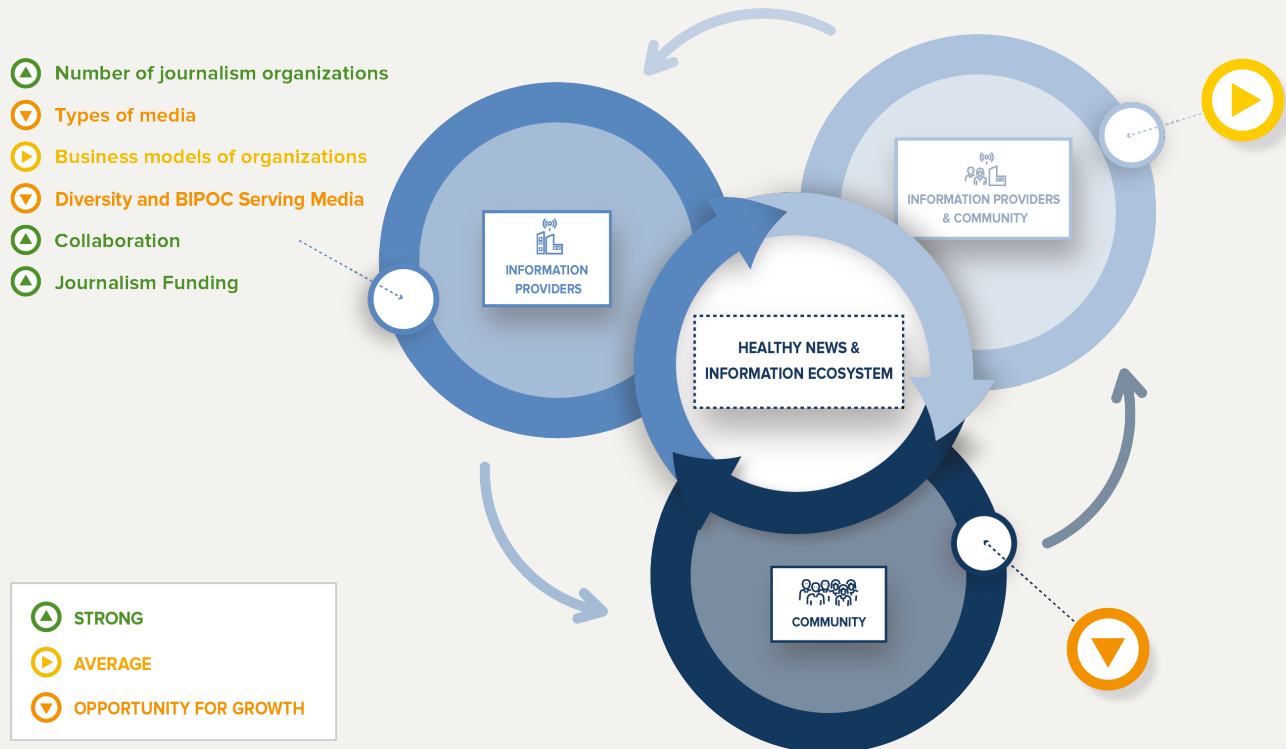 Number of journalism organizations
Types of media
Business models of organizations
Diversity and BIPOC Serving Media
Collaboration
Journalism Funding
INFORMATION
PROVIDERS
INFORMATION PROVIDERS
& COMMUNITY
HEALTHY NEWS &
INFORMATION ECOSYSTEM
COMMUNITY
STRONG
AVERAGE
OPPORTUNITY FOR GROWTH